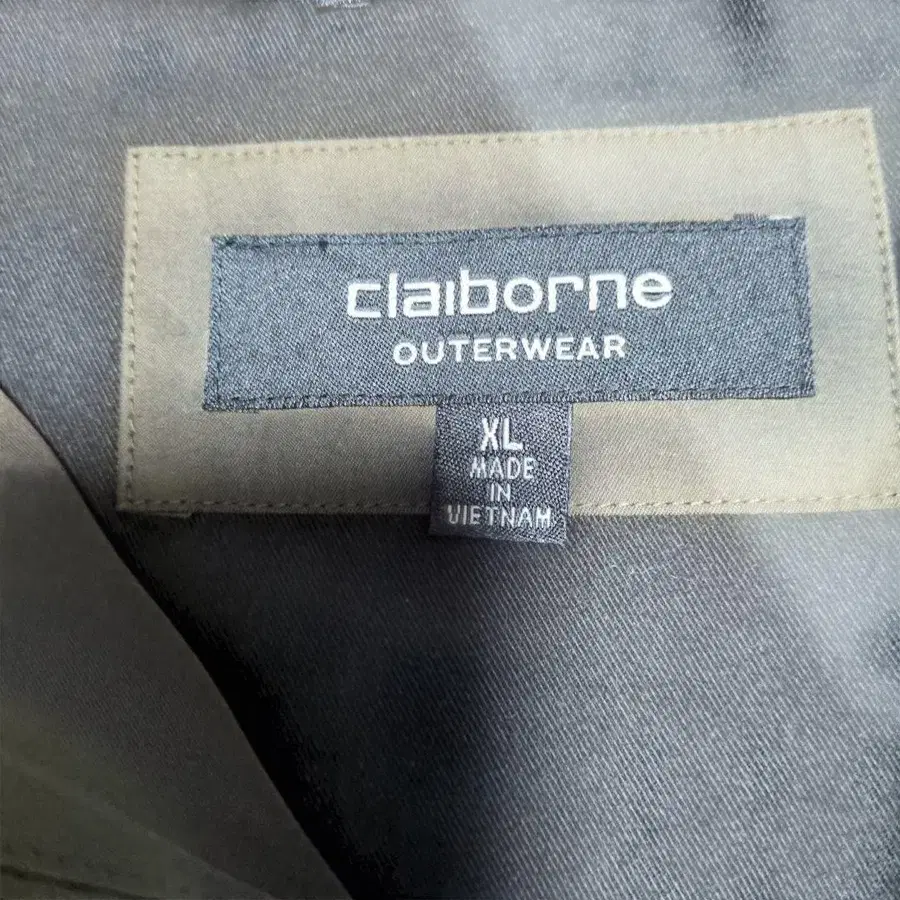 claiborne
OUTERWEAR
XL
MADE
IN
VIETNAM